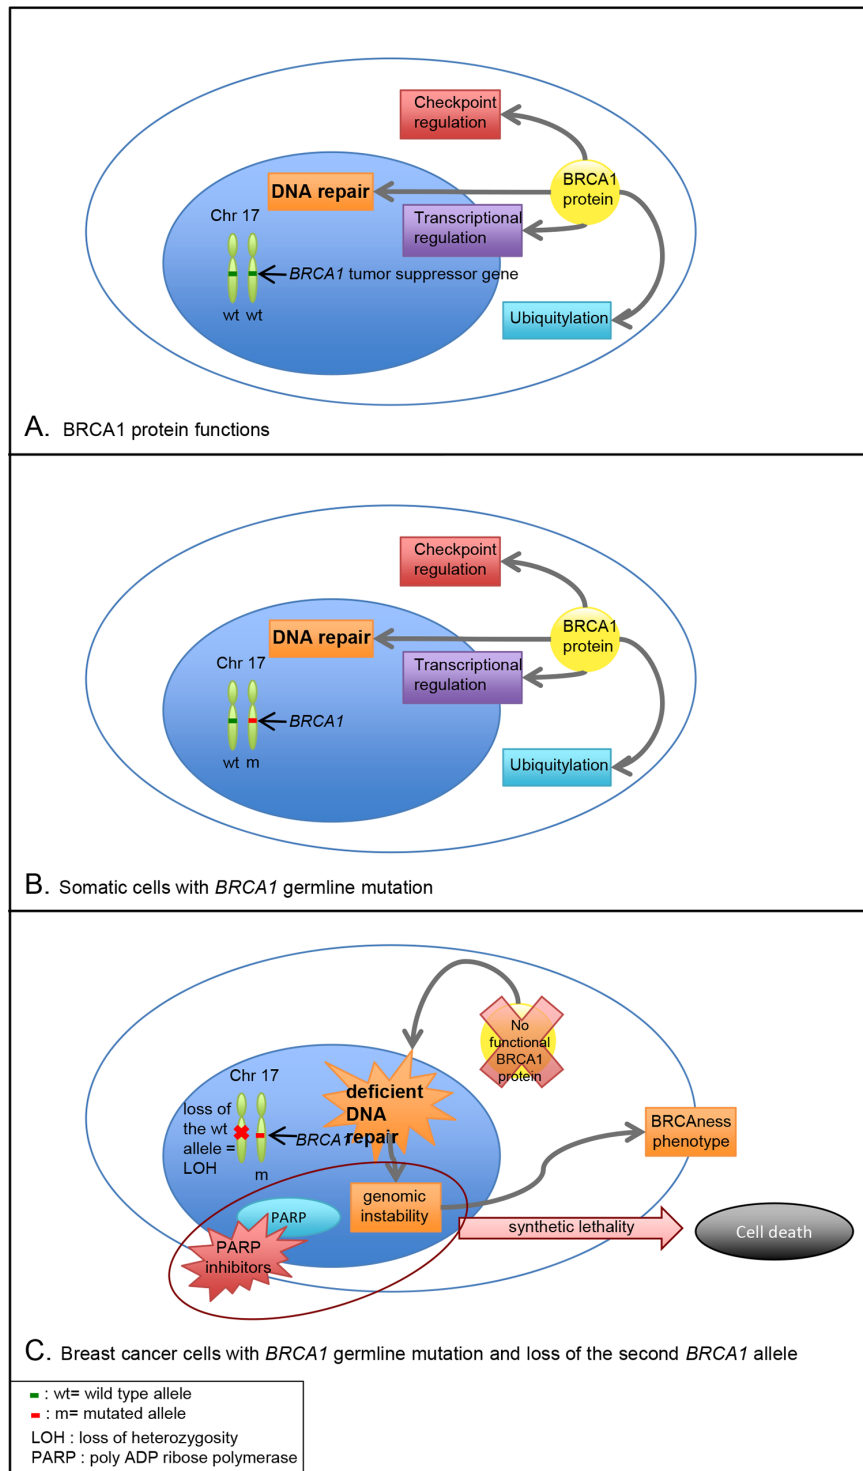 Checkpoint
regulation
BRCA1
protein
DNA repair
Transcriptional
regulation
Chr 17
BRCA1 tumor suppressor gene
wt wt
Ubiquitylation
A. BRCA1 protein functions
Checkpoint
regulation
BRCA1
protein
DNA repair
Transcriptional
regulation
Chr 17
BRCA1
wt m
Ubiquitylation
B. Somatic cells with BRCA1 germline mutation
No
functional
BRCA1
protein
Chr 17
deficient
DNA
repair
loss of
the wt
allele =
LOH
BRCA1
m
BRCAness
phenotype
genomic
instability
PARP
PARP
inhibitors
synthetic lethality
Cell death
C. Breast cancer cells with BRCA1 germline mutation and loss of the second BRCA1 allele
: wt= wild type allele
: m= mutated allele
LOH : loss of heterozygosity
PARP : poly ADP ribose polymerase